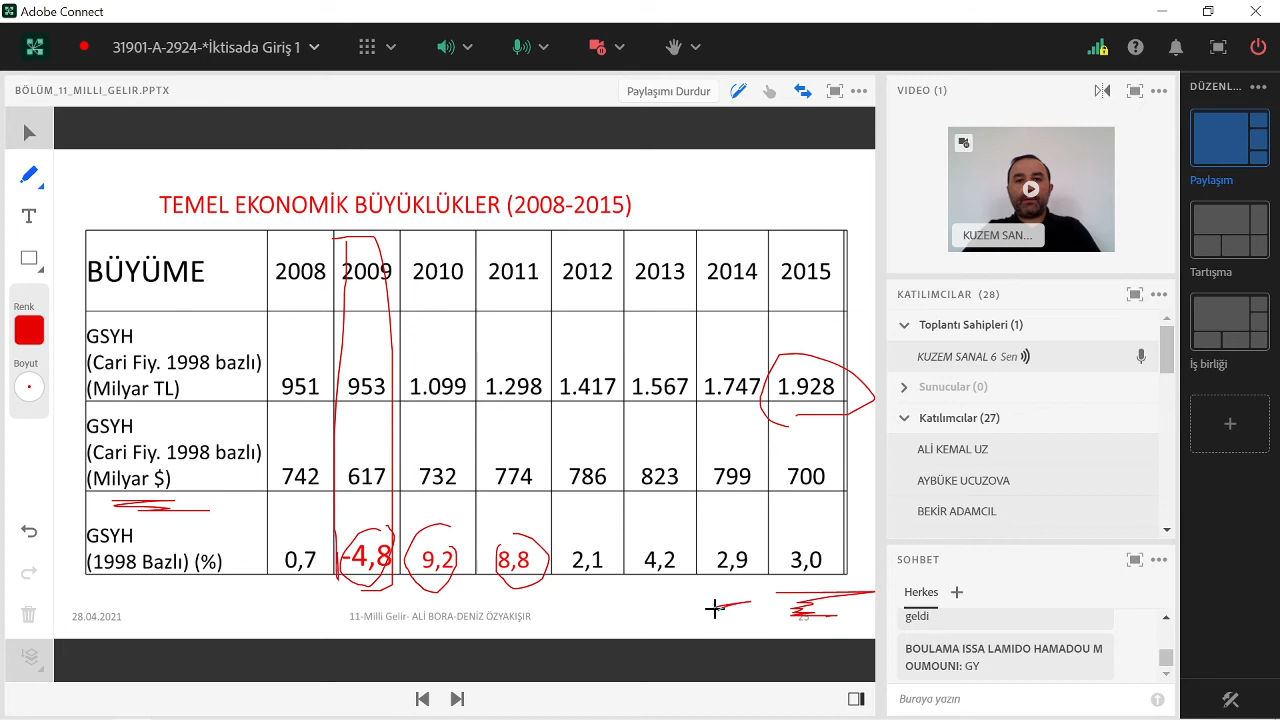 Adobe Connect
31901-A-2924-*İktisada Giriş 1
BÖLÜM_11_MILLI_GELIR.PPTX
Paylaşımı Durdur
TEMEL EKONOMİK BÜYÜKLÜKLER (2008-2015)
BÜYÜME 2008 2009 2010 2011 2012 2013 2014 2015
GSYH
(Cari Fiy. 1998 bazlı)
(Milyar TL) 951 953 1.099 1.298 1.417 1.567 1.747 1.928
GSYH
(Cari Fiy. 1998 bazlı)
(Milyar $) 742 617 732 774 786 823 799 700
GSYH
(1998 Bazlı) (%) 0,7 -4,8 9,2 8,8 2,1 4,2 2,9 3,0
28.04.2021 11-Milli Gelir- ALİ BORA-DENİZ ÖZYAKIŞIR
Renk
Boyut
VIDEO (1)
KUZEM SAN...
KATILIMCILAR (28)
Toplantı Sahipleri (1)
KUZEM SANAL 6 Sen
Sunucular (0)
Katılımcılar (27)
ALİ KEMAL UZ
AYBÜKE UCUZOVA
BEKİR ADAMCIL
SOHBET
Herkes
geldi
BOULAMA ISSA LAMIDO HAMADOU M
OUMOUNI: GY
Buraya yazın
DÜZENL...
Paylaşım
Tartışma
İş birliği